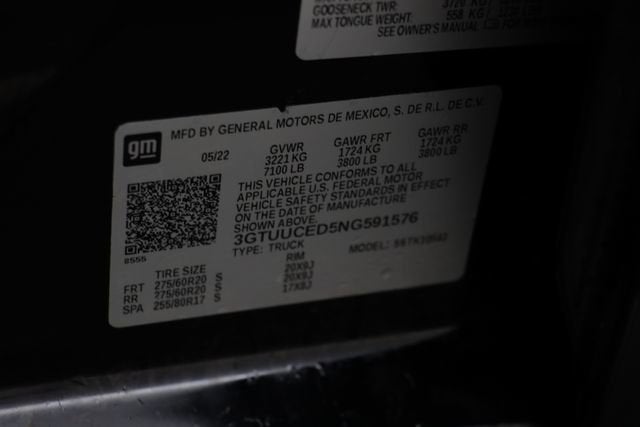 GOOSENECK TWR:
MAX TONGUE WEIGHT: 558 KG
SEE OWNER'S MANUAL FOR MORE
gm
MFD BY GENERAL MOTORS DE MEXICO, S. DE R.L. DE C.V.
05/22 GVWR GAWR FRT GAWR RR
3221 KG 1724 KG 1724 KG
7100 LB 3800 LB 3800 LB
THIS VEHICLE CONFORMS TO ALL
APPLICABLE U.S. FEDERAL MOTOR
VEHICLE SAFETY STANDARDS IN EFFECT
ON THE DATE OF MANUFACTURE
SHOWN ABOVE.
3GTUUCED5NG591576
TYPE: TRUCK MODEL:
8555
TIRE SIZE RIM
FRT 275/60R20 S 20X9J
RR 275/60R20 S 20X9J
SPA 255/80R17 S 17X8J